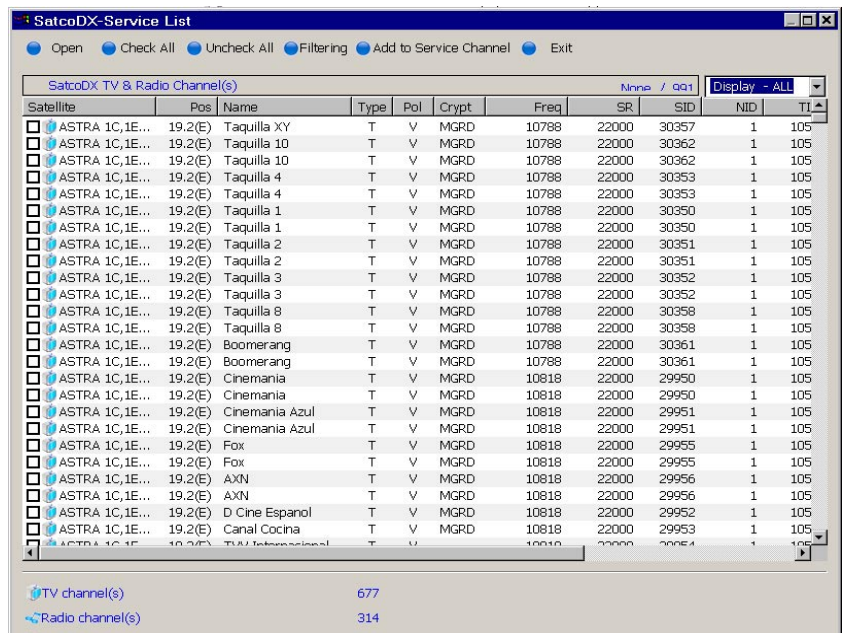 SatcoDX-Service List
Open Check All Uncheck All Filtering Add to Service Channel Exit
SatcoDX TV & Radio Channel(s) None / 991 Display - ALL
Satellite Pos Name Type Pol Crypt Freq SR SID NID TI
ASTRA 1C,1E... 19.2(E) Taquilla XY T V MGRD 10788 22000 30357 1 105
ASTRA 1C,1E... 19.2(E) Taquilla 10 T V MGRD 10788 22000 30362 1 105
ASTRA 1C,1E... 19.2(E) Taquilla 10 T V MGRD 10788 22000 30362 1 105
ASTRA 1C,1E... 19.2(E) Taquilla 4 T V MGRD 10788 22000 30353 1 105
ASTRA 1C,1E... 19.2(E) Taquilla 4 T V MGRD 10788 22000 30353 1 105
ASTRA 1C,1E... 19.2(E) Taquilla 1 T V MGRD 10788 22000 30350 1 105
ASTRA 1C,1E... 19.2(E) Taquilla 1 T V MGRD 10788 22000 30350 1 105
ASTRA 1C,1E... 19.2(E) Taquilla 2 T V MGRD 10788 22000 30351 1 105
ASTRA 1C,1E... 19.2(E) Taquilla 2 T V MGRD 10788 22000 30351 1 105
ASTRA 1C,1E... 19.2(E) Taquilla 3 T V MGRD 10788 22000 30352 1 105
ASTRA 1C,1E... 19.2(E) Taquilla 3 T V MGRD 10788 22000 30352 1 105
ASTRA 1C,1E... 19.2(E) Taquilla 8 T V MGRD 10788 22000 30358 1 105
ASTRA 1C,1E... 19.2(E) Taquilla 8 T V MGRD 10788 22000 30358 1 105
ASTRA 1C,1E... 19.2(E) Boomerang T V MGRD 10788 22000 30361 1 105
ASTRA 1C,1E... 19.2(E) Boomerang T V MGRD 10788 22000 30361 1 105
ASTRA 1C,1E... 19.2(E) Cinemania T V MGRD 10818 22000 29950 1 105
ASTRA 1C,1E... 19.2(E) Cinemania T V MGRD 10818 22000 29950 1 105
ASTRA 1C,1E... 19.2(E) Cinemania Azul T V MGRD 10818 22000 29951 1 105
ASTRA 1C,1E... 19.2(E) Cinemania Azul T V MGRD 10818 22000 29951 1 105
ASTRA 1C,1E... 19.2(E) Fox T V MGRD 10818 22000 29955 1 105
ASTRA 1C,1E... 19.2(E) Fox T V MGRD 10818 22000 29955 1 105
ASTRA 1C,1E... 19.2(E) AXN T V MGRD 10818 22000 29956 1 105
ASTRA 1C,1E... 19.2(E) AXN T V MGRD 10818 22000 29956 1 105
ASTRA 1C,1E... 19.2(E) D Cine Espanol T V MGRD 10818 22000 29952 1 105
ASTRA 1C,1E... 19.2(E) Canal Cocina T V MGRD 10818 22000 29953 1 105
TV channel(s) 677
Radio channel(s) 314